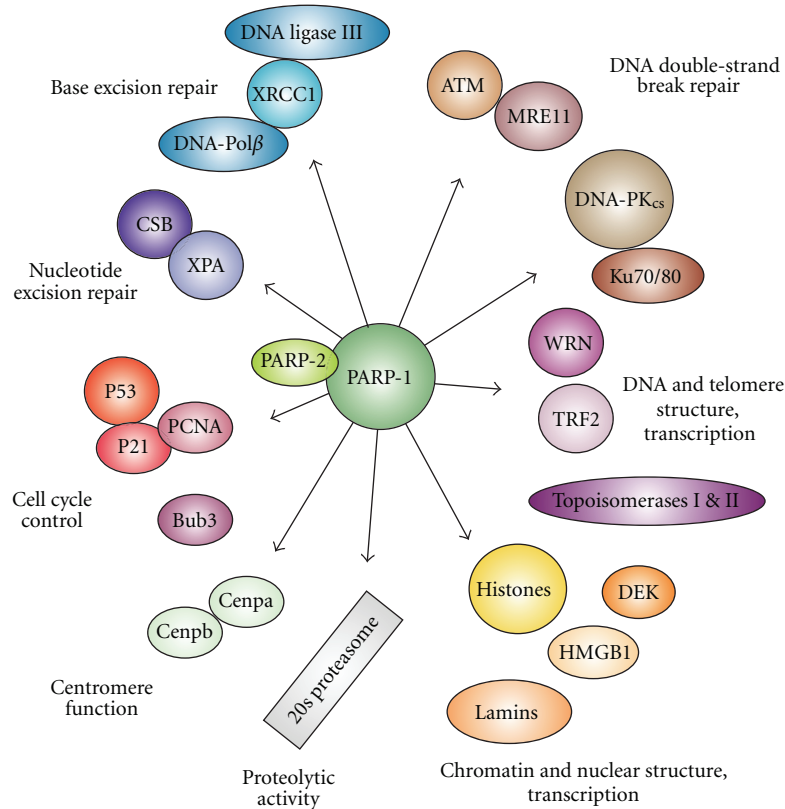 DNA ligase III
Base excision repair
XRCC1
DNA-Polβ
ATM
MRE11
DNA double-strand
break repair
DNA-PKcs
Ku70/80
CSB
XPA
Nucleotide
excision repair
PARP-2
PARP-1
WRN
TRF2
DNA and telomere
structure,
transcription
P53
P21
PCNA
Cell cycle
control
Bub3
Topoisomerases I & II
Cenpa
Cenpb
Centromere
function
20s proteasome
Proteolytic
activity
Histones
DEK
HMGB1
Lamins
Chromatin and nuclear structure,
transcription